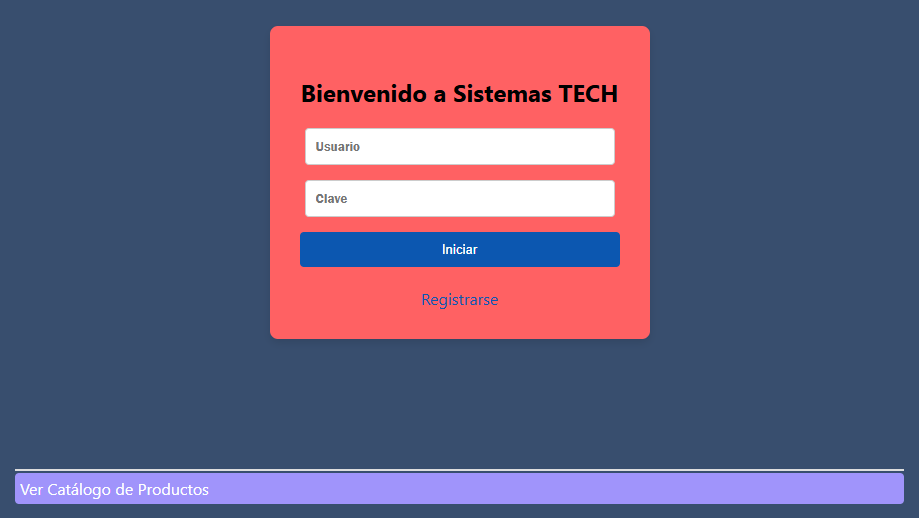 Bienvenido a Sistemas TECH
Usuario
Clave
Iniciar
Registrarse
Ver Catálogo de Productos